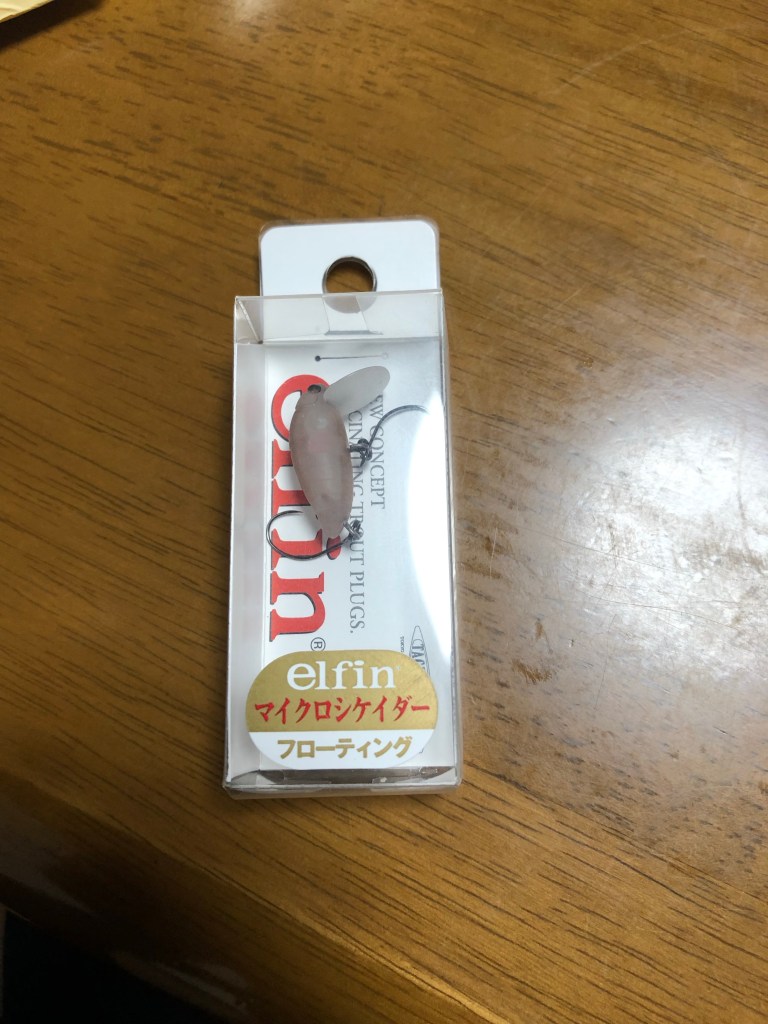 elfin®
CONCEPT
TROUT PLUGS.
elfin
マイクロシケイダー
フローティング